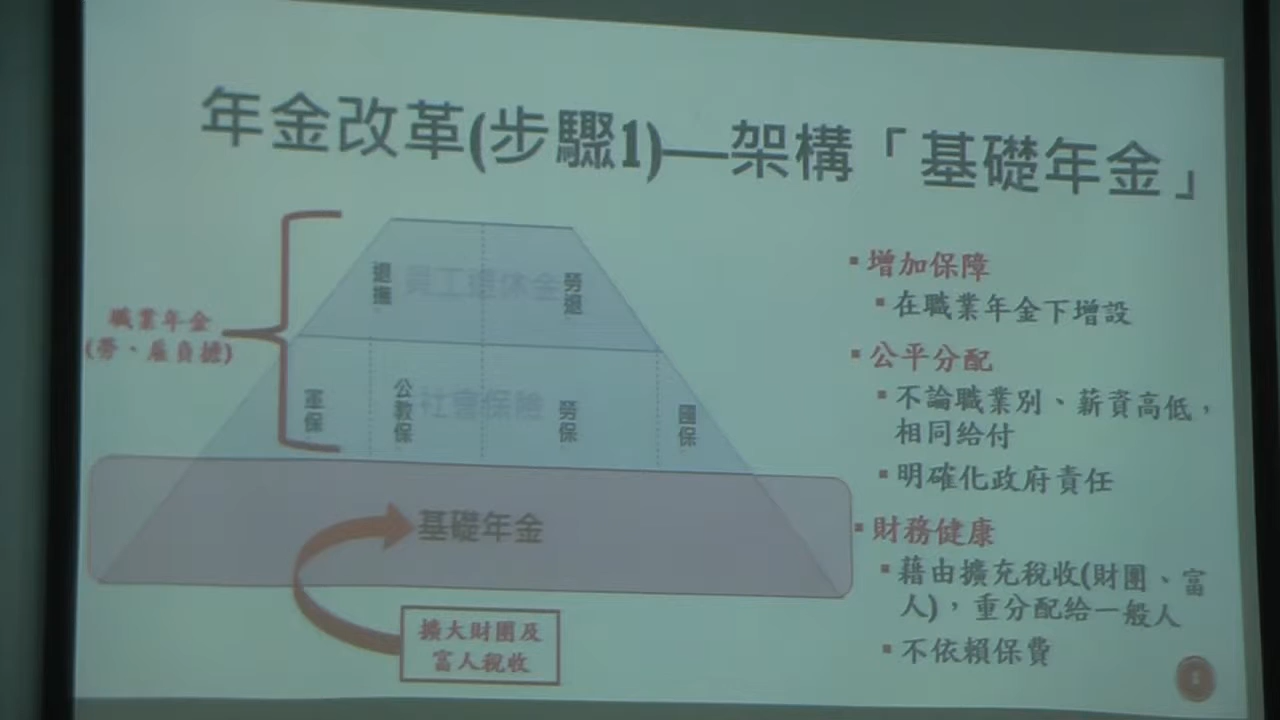 年金改革(步驟1)—架構「基礎年金」
職業年金
(勞、雇負擔)
退撫
員工退休金
勞退
軍保
公教保
社會保險
勞保
國保
基礎年金
擴大財團及
富人稅收
▪增加保障
▪在職業年金下增設
▪公平分配
▪不論職業別、薪資高低，
相同給付
▪明確化政府責任
▪財務健康
▪藉由擴充稅收(財團、富
人)，重分配給一般人
▪不依賴保費